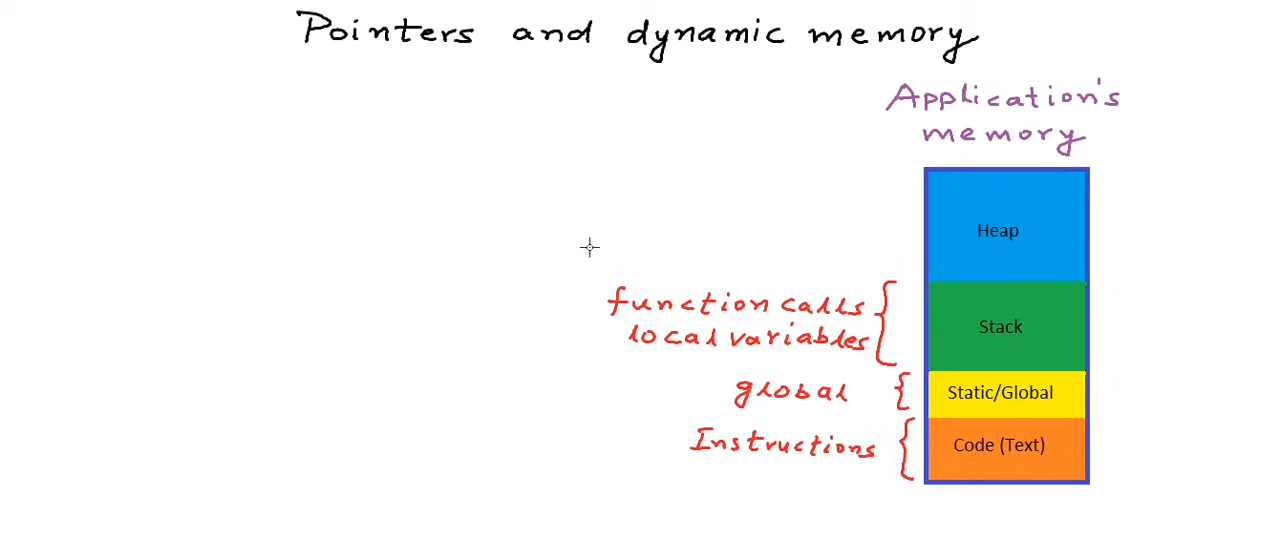 Pointers and dynamic memory
Application's
memory
Heap
function calls
local variables
Stack
global
Static/Global
Instructions
Code (Text)